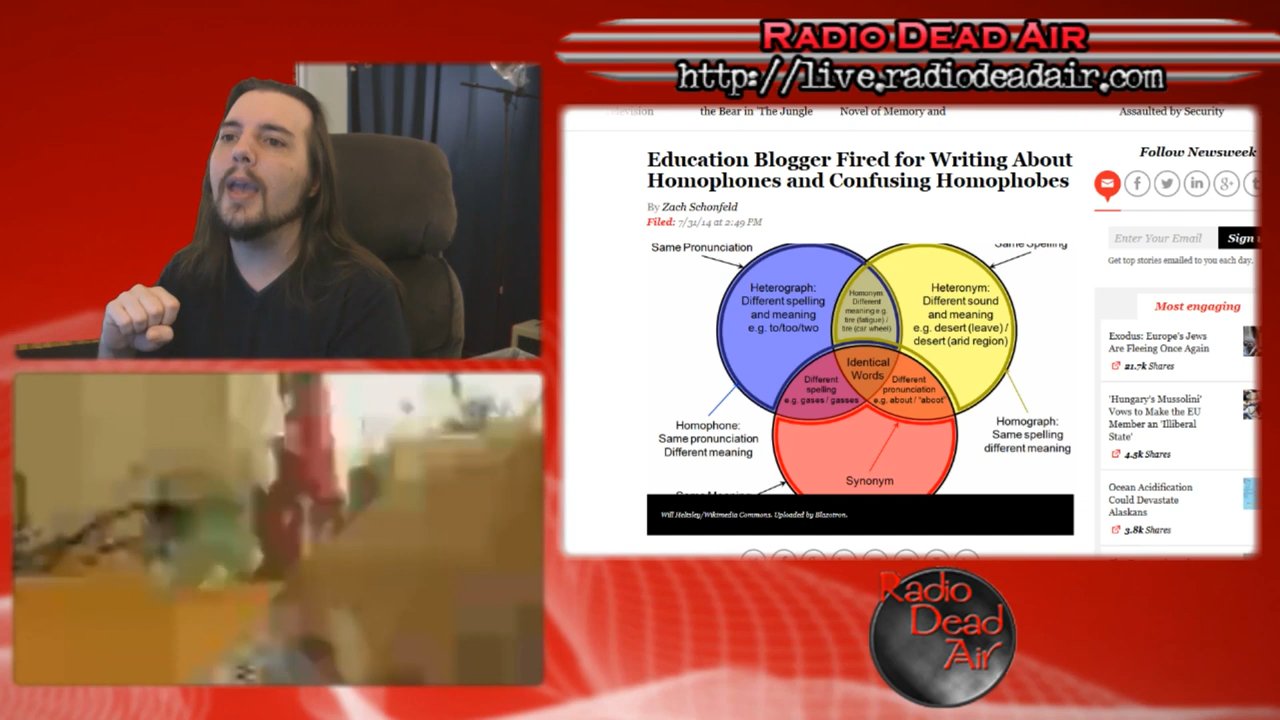 Radio Dead Air
http://live.radiodeadair.com
the Bear in 'The Jungle
Novel of Memory and
Assaulted by Security
Education Blogger Fired for Writing About
Homophones and Confusing Homophobes
By Zach Schonfeld
Filed: 7/31/14 at 2:49 PM
Same Pronunciation
Same Spelling
Heterograph:
Different spelling
and meaning
e.g. to/too/two
Homonym:
Different
meaning e.g.
tire (fatigue) /
tire (car wheel)
Heteronym:
Different sound
and meaning
e.g. desert (leave) /
desert (arid region)
Identical
Words
Different
spelling
e.g. gases / gasses
Different
pronunciation
e.g. about / "aboot"
Homophone:
Same pronunciation
Different meaning
Homograph:
Same spelling
different meaning
Synonym
Same Meaning
Will Heltsley/Wikimedia Commons. Uploaded by Blazotron.
Follow Newsweek
Enter Your Email
Sign
Get top stories emailed to you each day.
Most engaging
Exodus: Europe's Jews
Are Fleeing Once Again
21.7k Shares
'Hungary's Mussolini'
Vows to Make the EU
Member an 'Illiberal
State'
4.5k Shares
Ocean Acidification
Could Devastate
Alaskans
3.8k Shares
Radio
Dead
Air